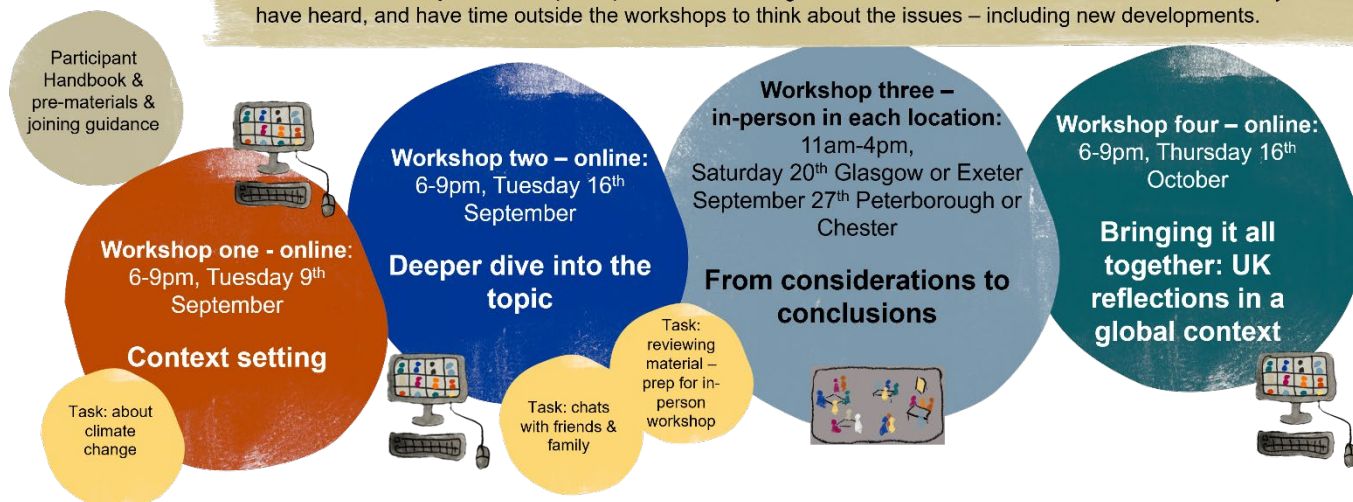 have heard, and have time outside the workshops to think about the issues – including new developments.
Participant
Handbook &
pre-materials &
joining guidance
Workshop one - online:
6-9pm, Tuesday 9th
September
Context setting
Task: about
climate
change
Workshop two – online:
6-9pm, Tuesday 16th
September
Deeper dive into the
topic
Task: chats
with friends &
family
Task:
reviewing
material –
prep for in-
person
workshop
Workshop three –
in-person in each location:
11am-4pm,
Saturday 20th Glasgow or Exeter
September 27th Peterborough or
Chester
From considerations to
conclusions
Workshop four – online:
6-9pm, Thursday 16th
October
Bringing it all
together: UK
reflections in a
global context